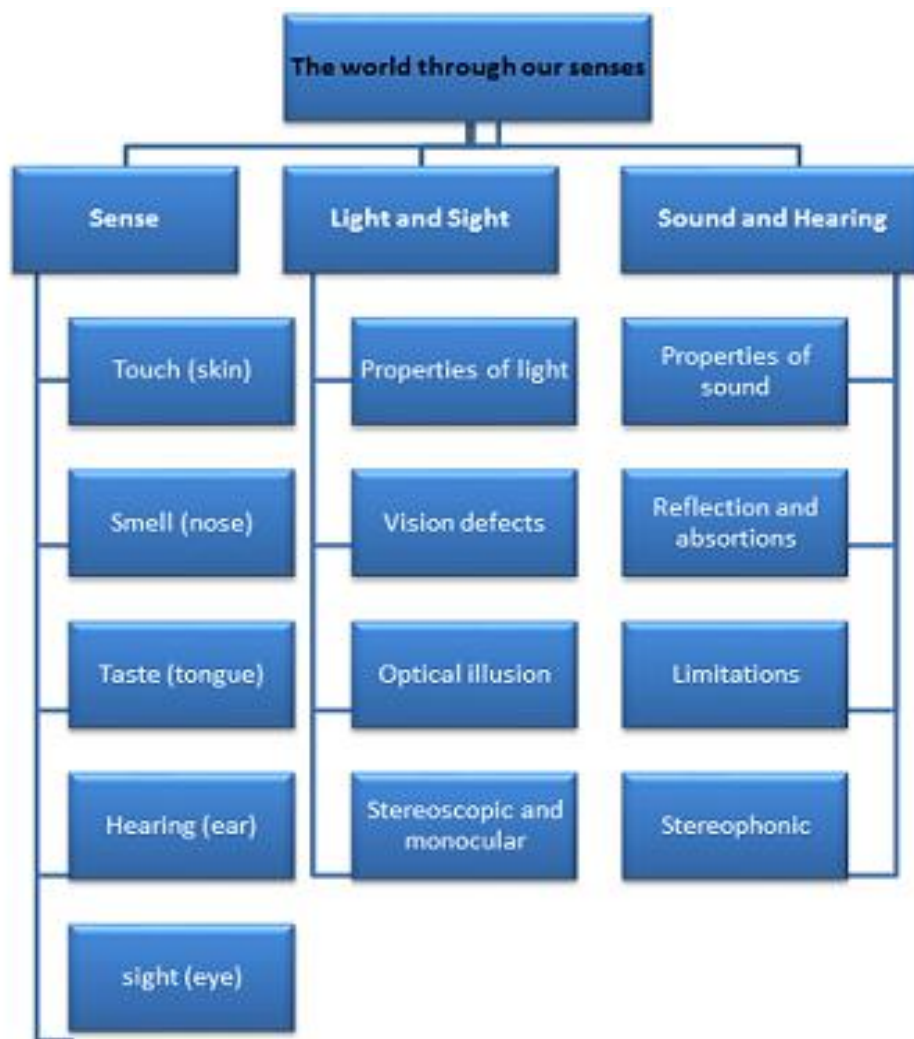 The world through our senses
Sense
Light and Sight
Sound and Hearing
Touch (skin)
Properties of light
Properties of
sound
Smell (nose)
Vision defects
Reflection and
absortions
Taste (tongue)
Optical illusion
Limitations
Hearing (ear)
Stereoscopic and
monocular
Stereophonic
sight (eye)